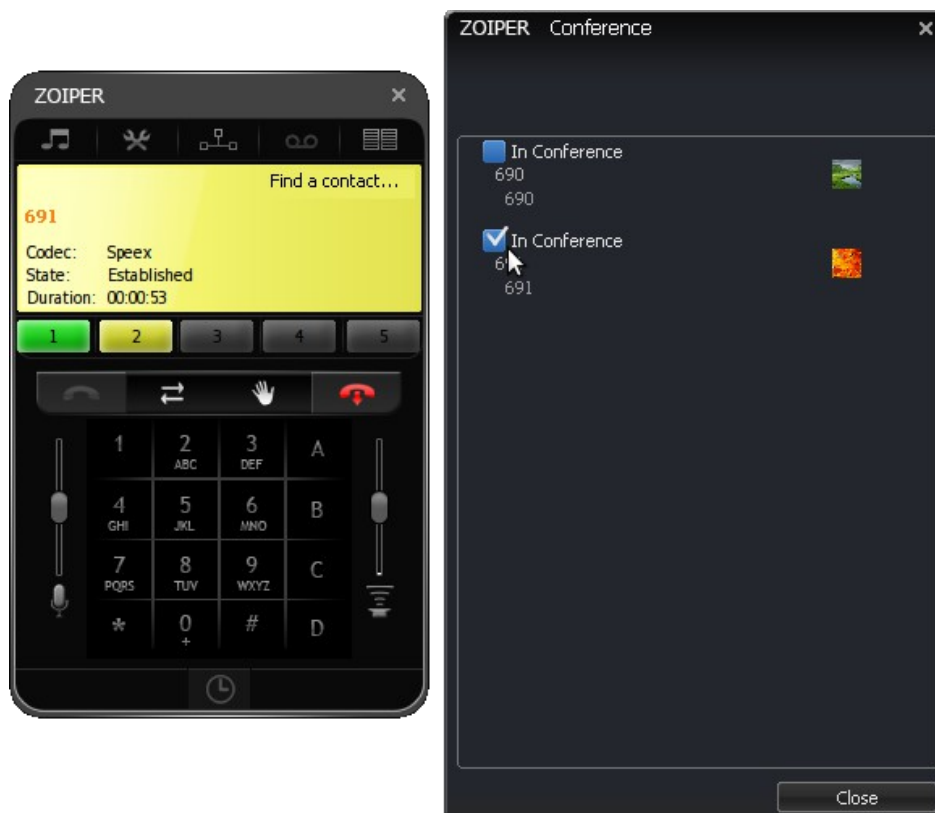 ZOIPER
Find a contact...
691
Codec: Speex
State: Established
Duration: 00:00:53
1 2 3 4 5
1 2 3 A
ABC DEF
4 5 6 B
GHI JKL MNO
7 8 9 C
PQRS TUV WXYZ
* 0 # D
+
ZOIPER Conference
In Conference
690
690
In Conference
691
Close